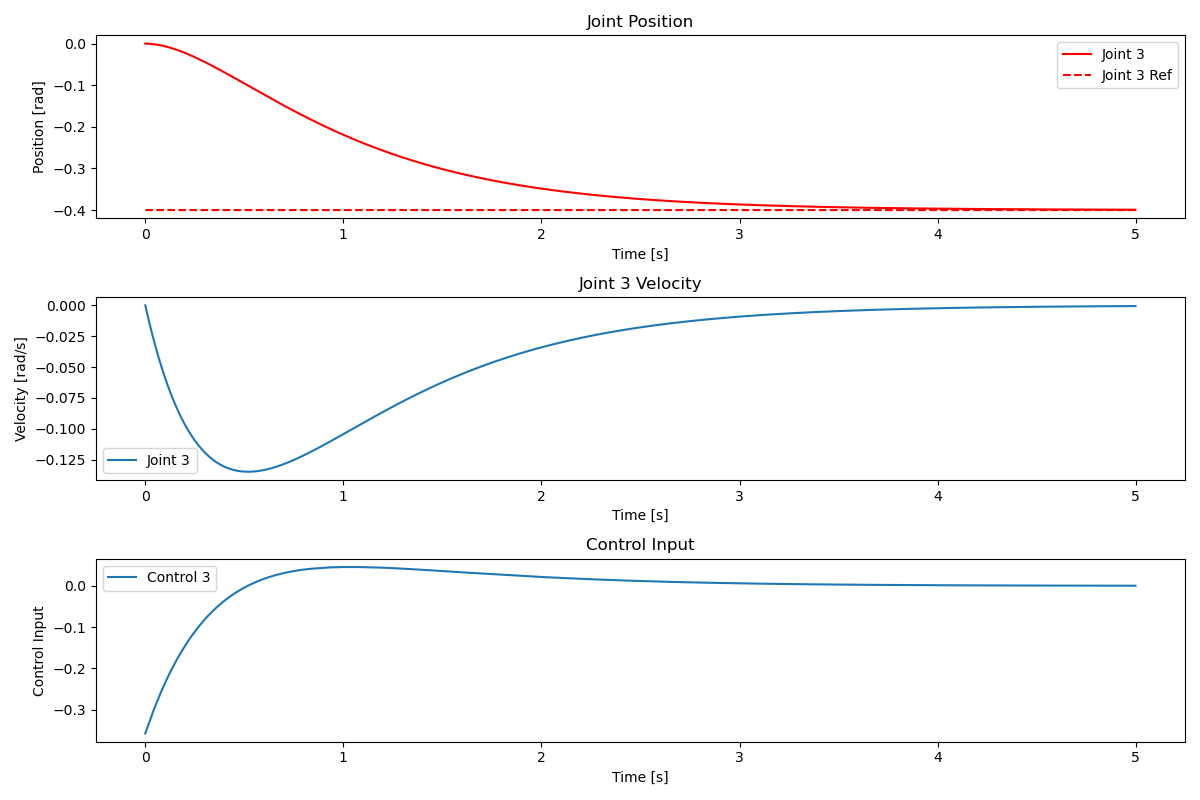 Joint Position
Position [rad]
0.0
−0.1
−0.2
−0.3
−0.4
Joint 3
Joint 3 Ref
0 1 2 3 4 5
Time [s]
Joint 3 Velocity
Velocity [rad/s]
0.000
−0.025
−0.050
−0.075
−0.100
−0.125
Joint 3
0 1 2 3 4 5
Time [s]
Control Input
Control Input
0.0
−0.1
−0.2
−0.3
Control 3
0 1 2 3 4 5
Time [s]